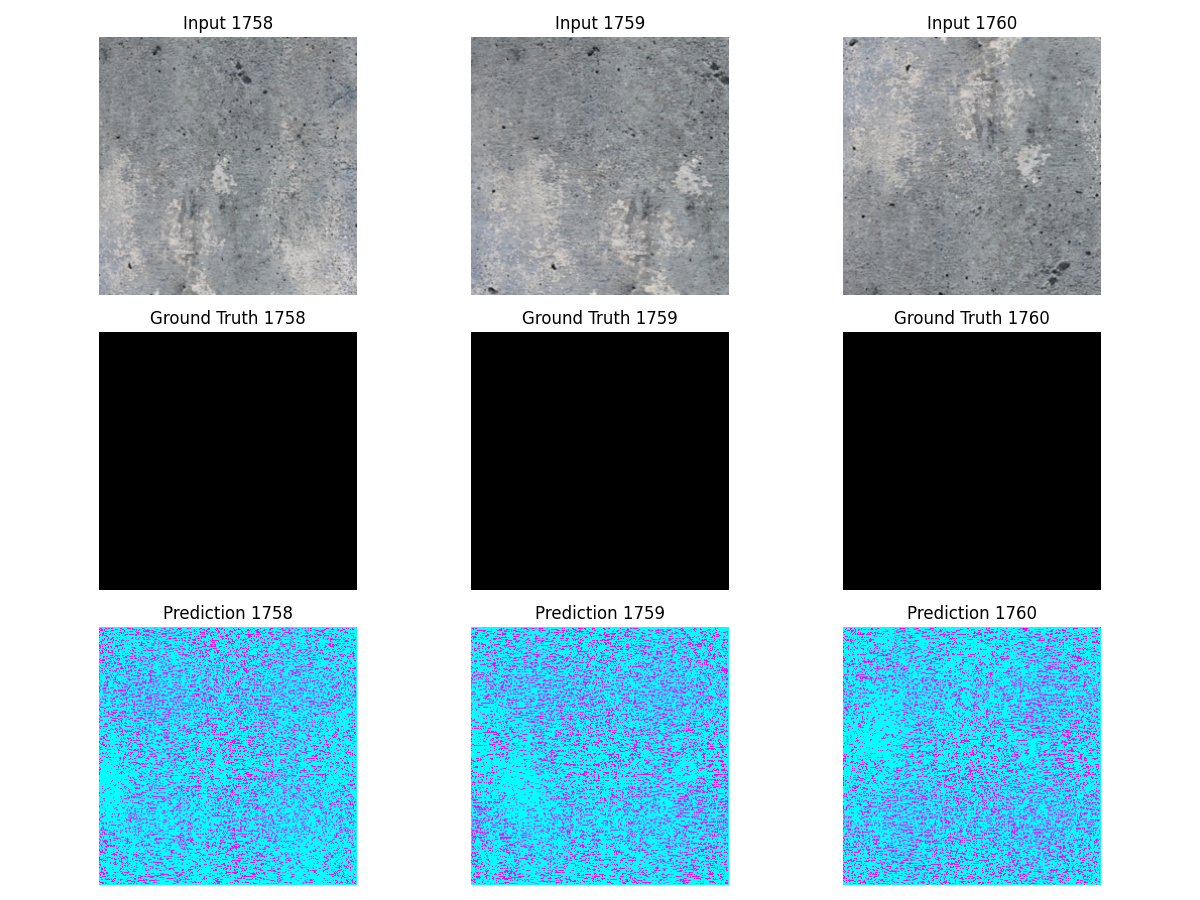 Input 1758
Input 1759
Input 1760
Ground Truth 1758
Ground Truth 1759
Ground Truth 1760
Prediction 1758
Prediction 1759
Prediction 1760